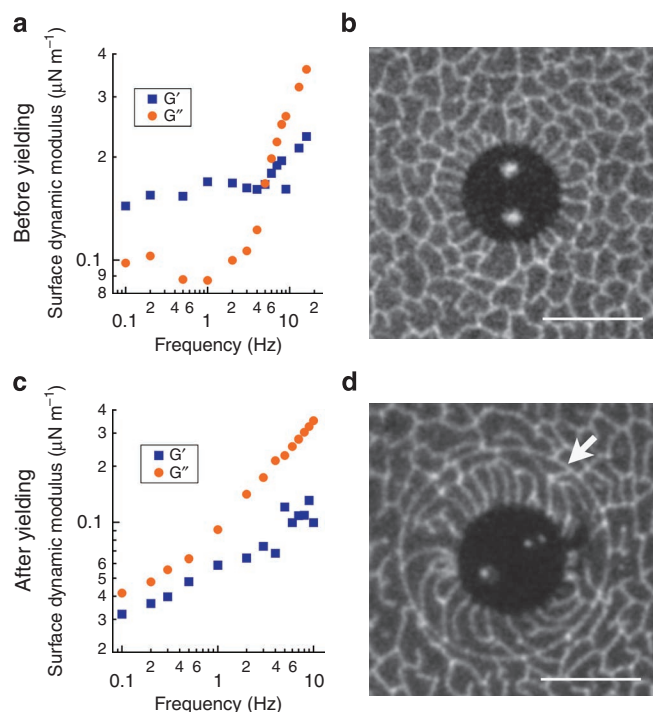 a
Before yielding
Surface dynamic modulus (μN m⁻¹)
4
3
2
0.1
9
8
G′
G″
0.1
2
4 6
1
2
4 6
10
2
Frequency (Hz)
b
c
After yielding
Surface dynamic modulus (μN m⁻¹)
4
3
2
0.1
6
5
4
3
2
G′
G″
0.1
2
4 6
1
2
4 6
10
Frequency (Hz)
d